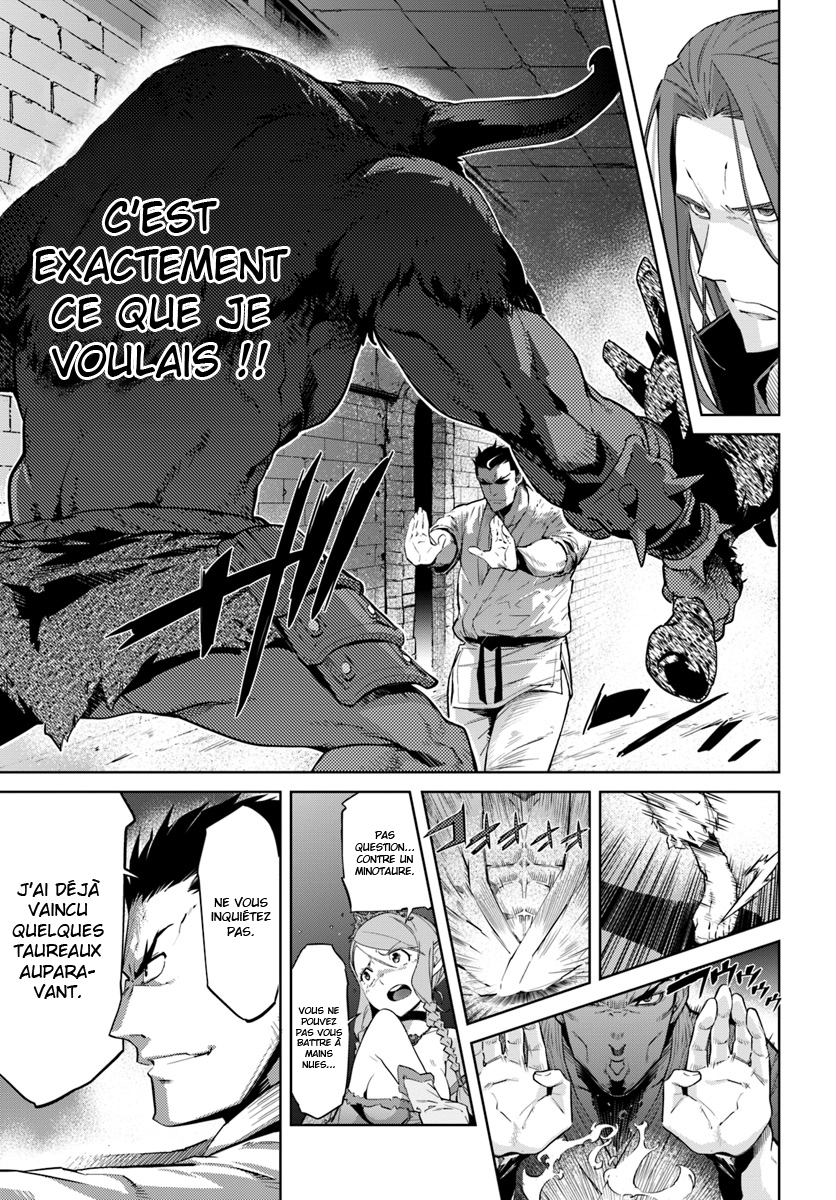 C'EST
EXACTEMENT
CE QUE JE
VOULAIS !!
PAS
QUESTION...
CONTRE UN
MINOTAURE.
VOUS NE
POUVEZ
PAS VOUS
BATTRE À
MAINS
NUES...
NE VOUS
INQUIÉTEZ
PAS.
J'AI DÉJÀ
VAINCU
QUELQUES
TAUREAUX
AUPARA-
VANT.